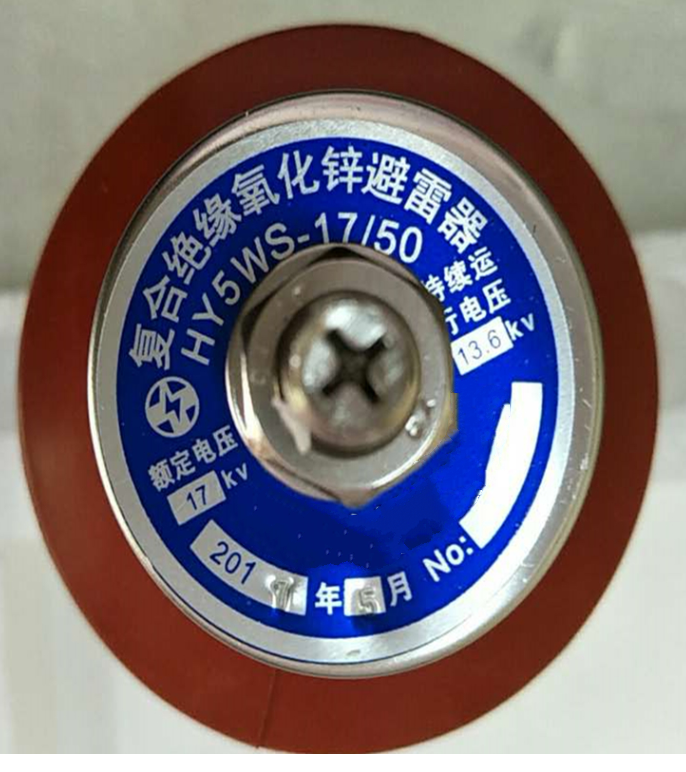 复合绝缘氧化锌避雷器
HY5WS-17/50
持续运
行电压
13.6 kv
额定电压
17 kv
201 年 5 月
No: